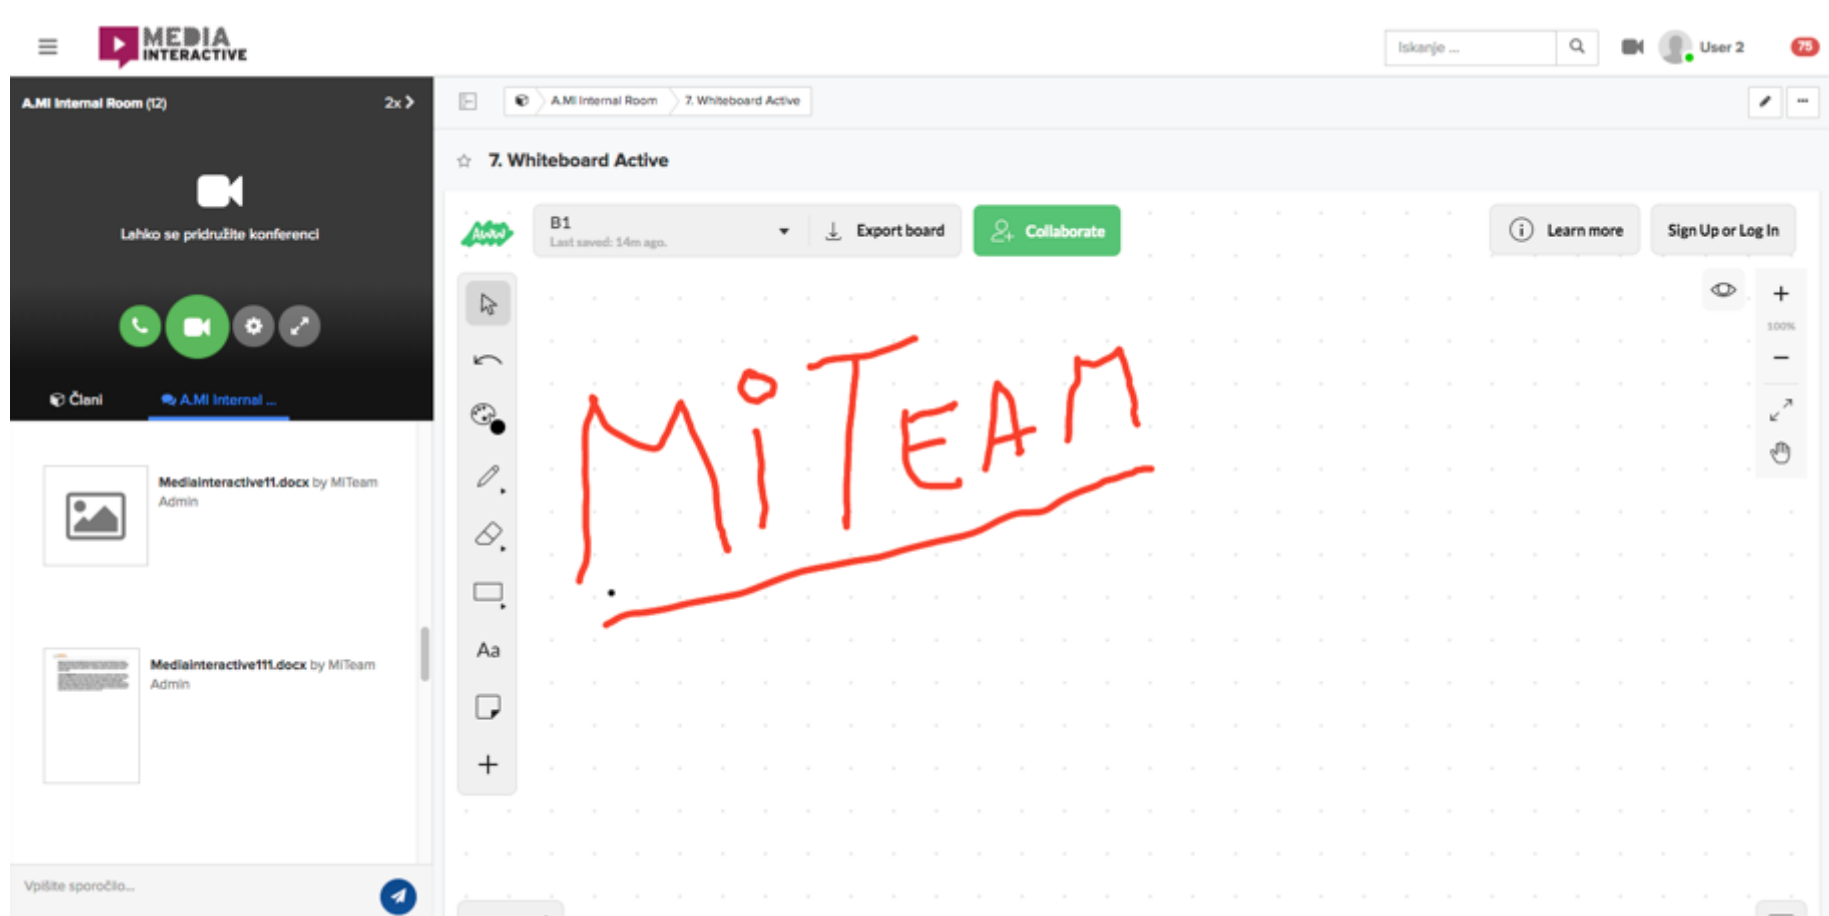 MEDIA
INTERACTIVE
Iskanje ...
User 2
75
A.MI Internal Room (12)
2x
A.MI Internal Room
7. Whiteboard Active
7. Whiteboard Active
Lahko se pridružite konferenci
Člani
A.MI Internal ...
AWW
B1
Last saved: 14m ago.
Export board
Collaborate
Learn more
Sign Up or Log In
100%
MiTEAM
Aa
Mediainteractive11.docx by MiTeam
Admin
Mediainteractive111.docx by MiTeam
Admin
Vpišite sporočilo...